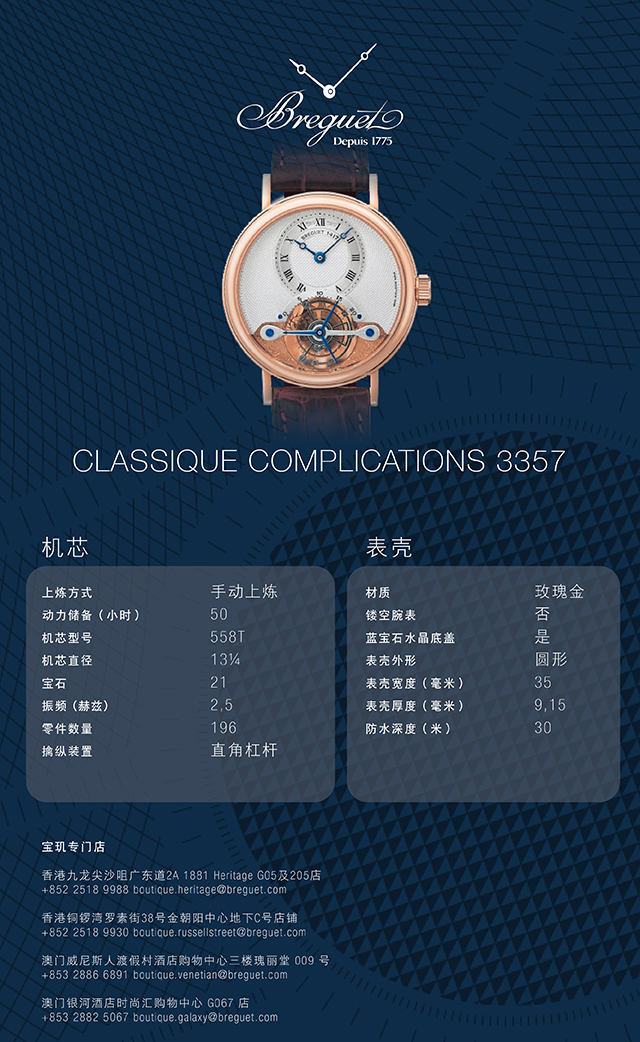 Breguet
Depuis 1775
BREGUET 1417
CLASSIQUE COMPLICATIONS 3357
机芯
上炼方式 手动上炼
动力储备（小时） 50
机芯型号 558T
机芯直径 13¼
宝石 21
振频（赫兹） 2,5
零件数量 196
擒纵装置 直角杠杆
表壳
材质 玫瑰金
镂空腕表 否
蓝宝石水晶底盖 是
表壳外形 圆形
表壳宽度（毫米） 35
表壳厚度（毫米） 9,15
防水深度（米） 30
宝玑专门店
香港九龙尖沙咀广东道2A 1881 Heritage G05及205店
+852 2518 9988 boutique.heritage@breguet.com
香港铜锣湾罗素街38号金朝阳中心地下C号店铺
+852 2518 9930 boutique.russellstreet@breguet.com
澳门威尼斯人渡假村酒店购物中心三楼瑰丽堂 009 号
+853 2886 6891 boutique.venetian@breguet.com
澳门银河酒店时尚汇购物中心 G067 店
+853 2882 5067 boutique.galaxy@breguet.com